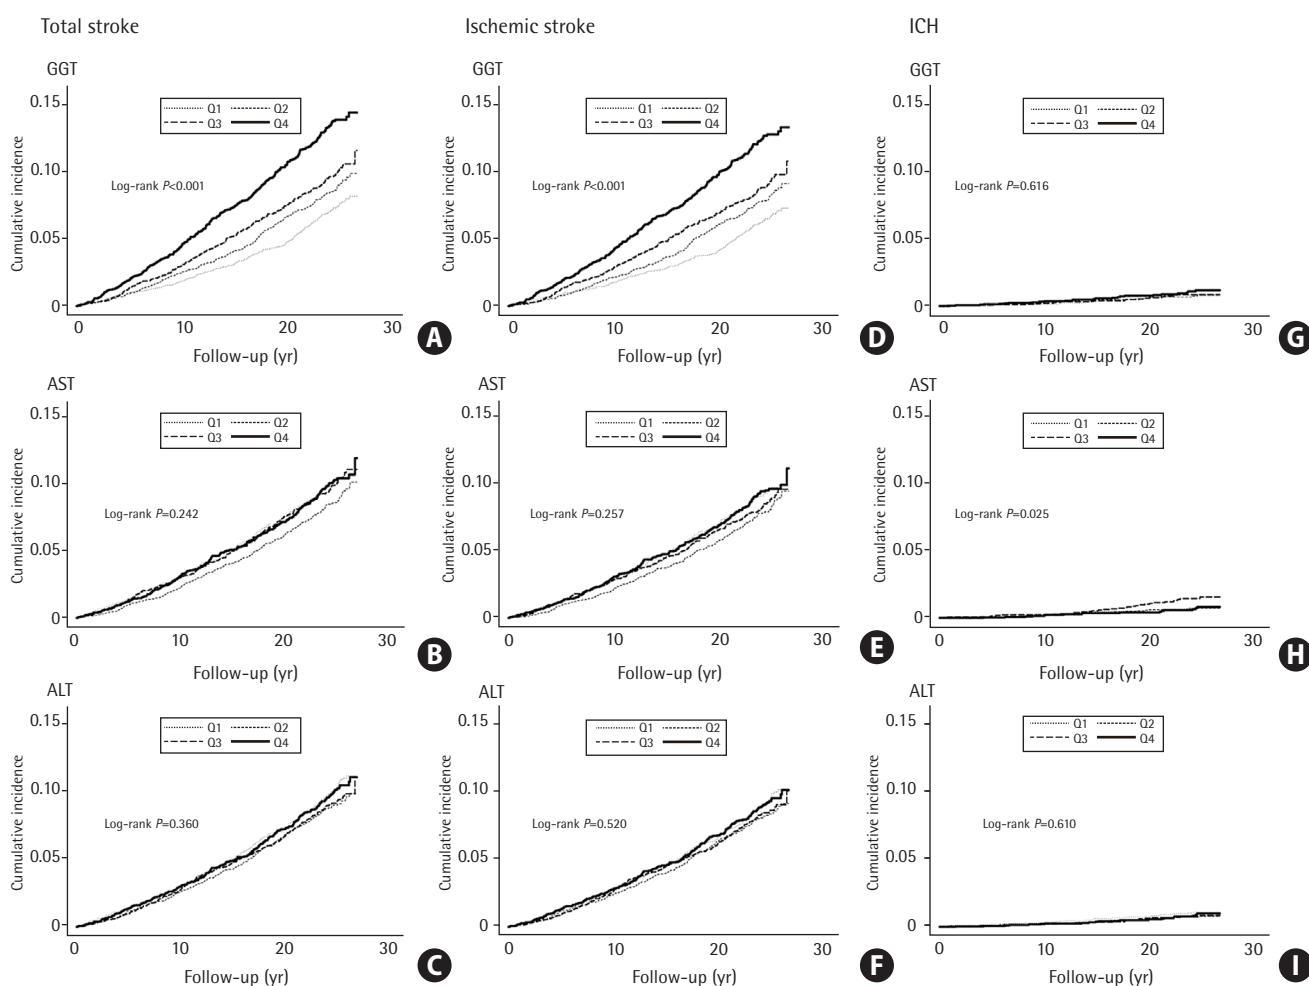 Total stroke
Ischemic stroke
ICH
GGT
0.15
0.10
0.05
0
Cumulative incidence
Q1 Q2
Q3 Q4
Log-rank P<0.001
0 10 20 30
Follow-up (yr)
A
GGT
0.15
0.10
0.05
0
Cumulative incidence
Q1 Q2
Q3 Q4
Log-rank P<0.001
0 10 20 30
Follow-up (yr)
D
GGT
0.15
0.10
0.05
0
Cumulative incidence
Q1 Q2
Q3 Q4
Log-rank P=0.616
0 10 20 30
Follow-up (yr)
G
AST
0.15
0.10
0.05
0
Cumulative incidence
Q1 Q2
Q3 Q4
Log-rank P=0.242
0 10 20 30
Follow-up (yr)
B
AST
0.15
0.10
0.05
0
Cumulative incidence
Q1 Q2
Q3 Q4
Log-rank P=0.257
0 10 20 30
Follow-up (yr)
E
AST
0.15
0.10
0.05
0
Cumulative incidence
Q1 Q2
Q3 Q4
Log-rank P=0.025
0 10 20 30
Follow-up (yr)
H
ALT
0.15
0.10
0.05
0
Cumulative incidence
Q1 Q2
Q3 Q4
Log-rank P=0.360
0 10 20 30
Follow-up (yr)
C
ALT
0.15
0.10
0.05
0
Cumulative incidence
Q1 Q2
Q3 Q4
Log-rank P=0.520
0 10 20 30
Follow-up (yr)
F
ALT
0.15
0.10
0.05
0
Cumulative incidence
Q1 Q2
Q3 Q4
Log-rank P=0.610
0 10 20 30
Follow-up (yr)
I